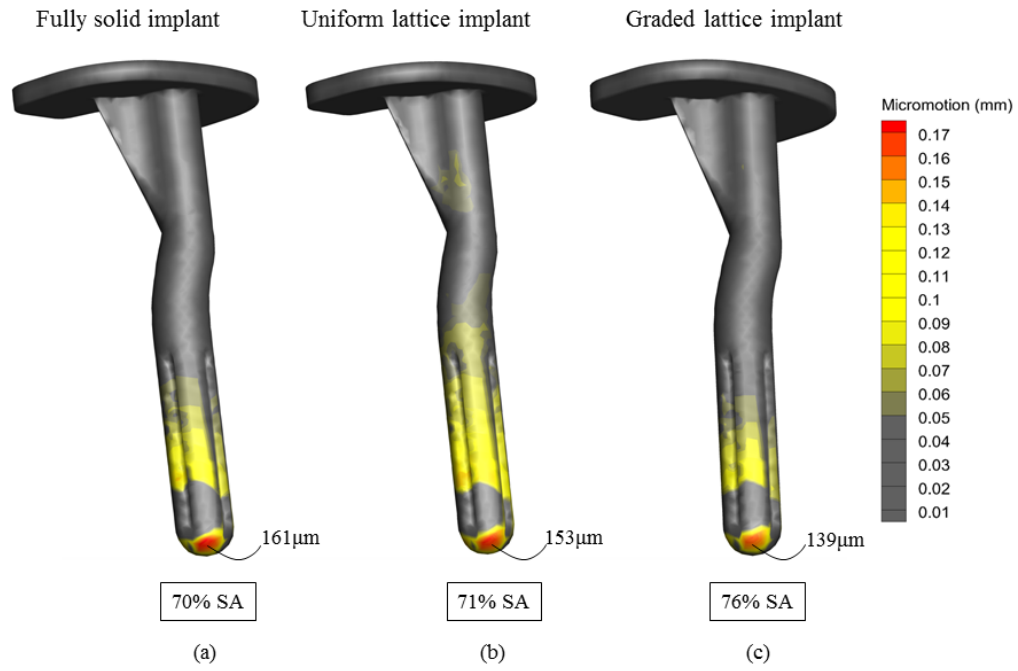 Fully solid implant
Uniform lattice implant
Graded lattice implant
Micromotion (mm)
0.17
0.16
0.15
0.14
0.13
0.12
0.11
0.1
0.09
0.08
0.07
0.06
0.05
0.04
0.03
0.02
0.01
161μm
153μm
139μm
70% SA
71% SA
76% SA
(a)
(b)
(c)